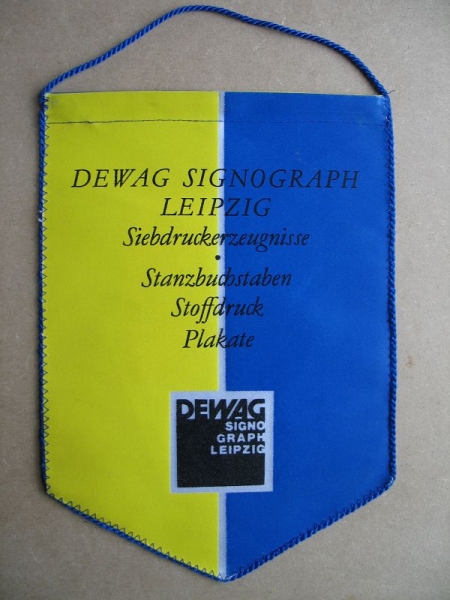 DEWAG SIGNOGRAPH
LEIPZIG
Siebdruckerzeugnisse
•
Stanzbuchstaben
Stoffdruck
Plakate
DEWAG
SIGNO
GRAPH
LEIPZIG